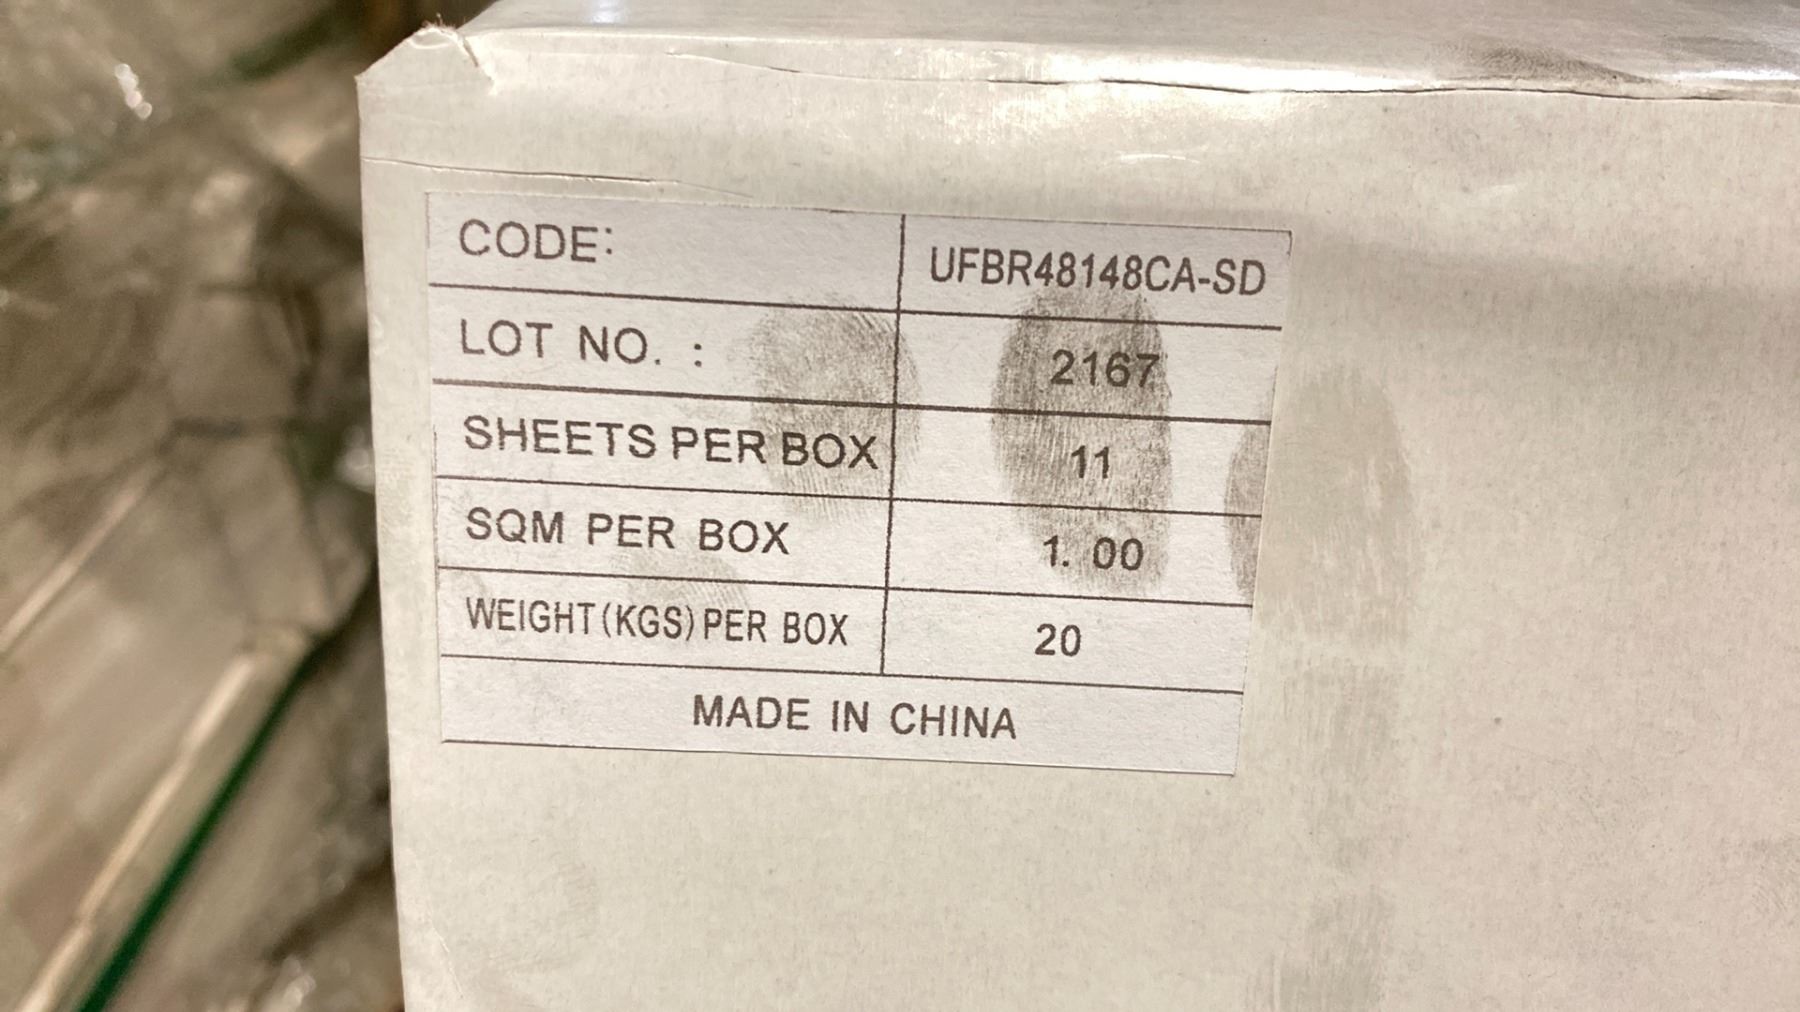 CODE: UFBR48148CA-SD
LOT NO. : 2167
SHEETS PER BOX 11
SQM PER BOX 1. 00
WEIGHT(KGS) PER BOX 20
MADE IN CHINA